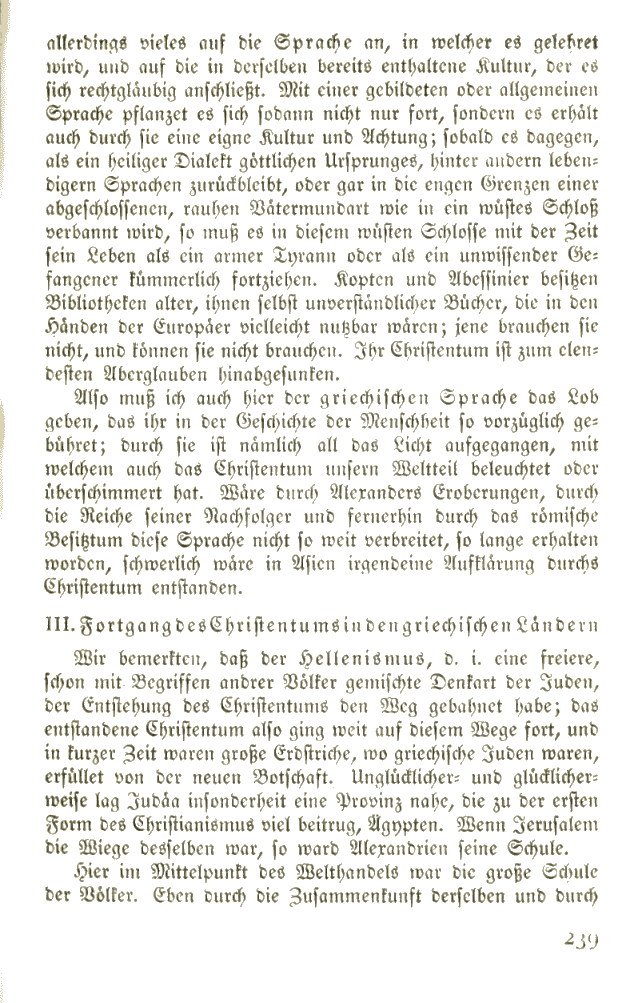 allerdings vieles auf die Sprache an, in welcher es gelehret
wird, und auf die in derselben bereits enthaltene Kultur, der es
sich rechtgläubig anschließt. Mit einer gebildeten oder allgemeinen
Sprache pflanzet es sich sodann nicht nur fort, sondern es erhält
auch durch sie eine eigne Kultur und Achtung; sobald es dagegen,
als ein heiliger Dialekt göttlichen Ursprunges, hinter andern leben-
digern Sprachen zurückbleibt, oder gar in die engen Grenzen einer
abgeschlossenen, rauhen Vätermundart wie in ein wüstes Schloß
verbannt wird, so muß es in diesem wüsten Schlosse mit der Zeit
sein Leben als ein armer Tyrann oder als ein unwissender Ge-
fangener kümmerlich fortziehen. Kopten und Abessinier besitzen
Bibliotheken alter, ihnen selbst unverständlicher Bücher, die in den
Händen der Europäer vielleicht nutzbar wären; jene brauchen sie
nicht, und können sie nicht brauchen. Ihr Christentum ist zum elen-
desten Aberglauben hinabgesunken.
Also muß ich auch hier der griechischen Sprache das Lob
geben, das ihr in der Geschichte der Menschheit so vorzüglich ge-
bühret; durch sie ist nämlich all das Licht aufgegangen, mit
welchem auch das Christentum unsern Weltteil beleuchtet oder
überschimmert hat. Wäre durch Alexanders Eroberungen, durch
die Reiche seiner Nachfolger und fernerhin durch das römische
Besitztum diese Sprache nicht so weit verbreitet, so lange erhalten
worden, schwerlich wäre in Asien irgendeine Aufklärung durchs
Christentum entstanden.
III. Fortgang des Christentums in den griechischen Ländern
Wir bemerkten, daß der Hellenismus, d. i. eine freiere,
schon mit Begriffen andrer Völker gemischte Denkart der Juden,
der Entstehung des Christentums den Weg gebahnet habe; das
entstandene Christentum also ging weit auf diesem Wege fort, und
in kurzer Zeit waren große Erdstriche, wo griechische Juden waren,
erfüllet von der neuen Botschaft. Unglücklicher- und glücklicher-
weise lag Judäa insonderheit eine Provinz nahe, die zu der ersten
Form des Christianismus viel beitrug, Ägypten. Wenn Jerusalem
die Wiege desselben war, so ward Alexandrien seine Schule.
Hier im Mittelpunkt des Welthandels war die große Schule
der Völker. Eben durch die Zusammenkunft derselben und durch
239